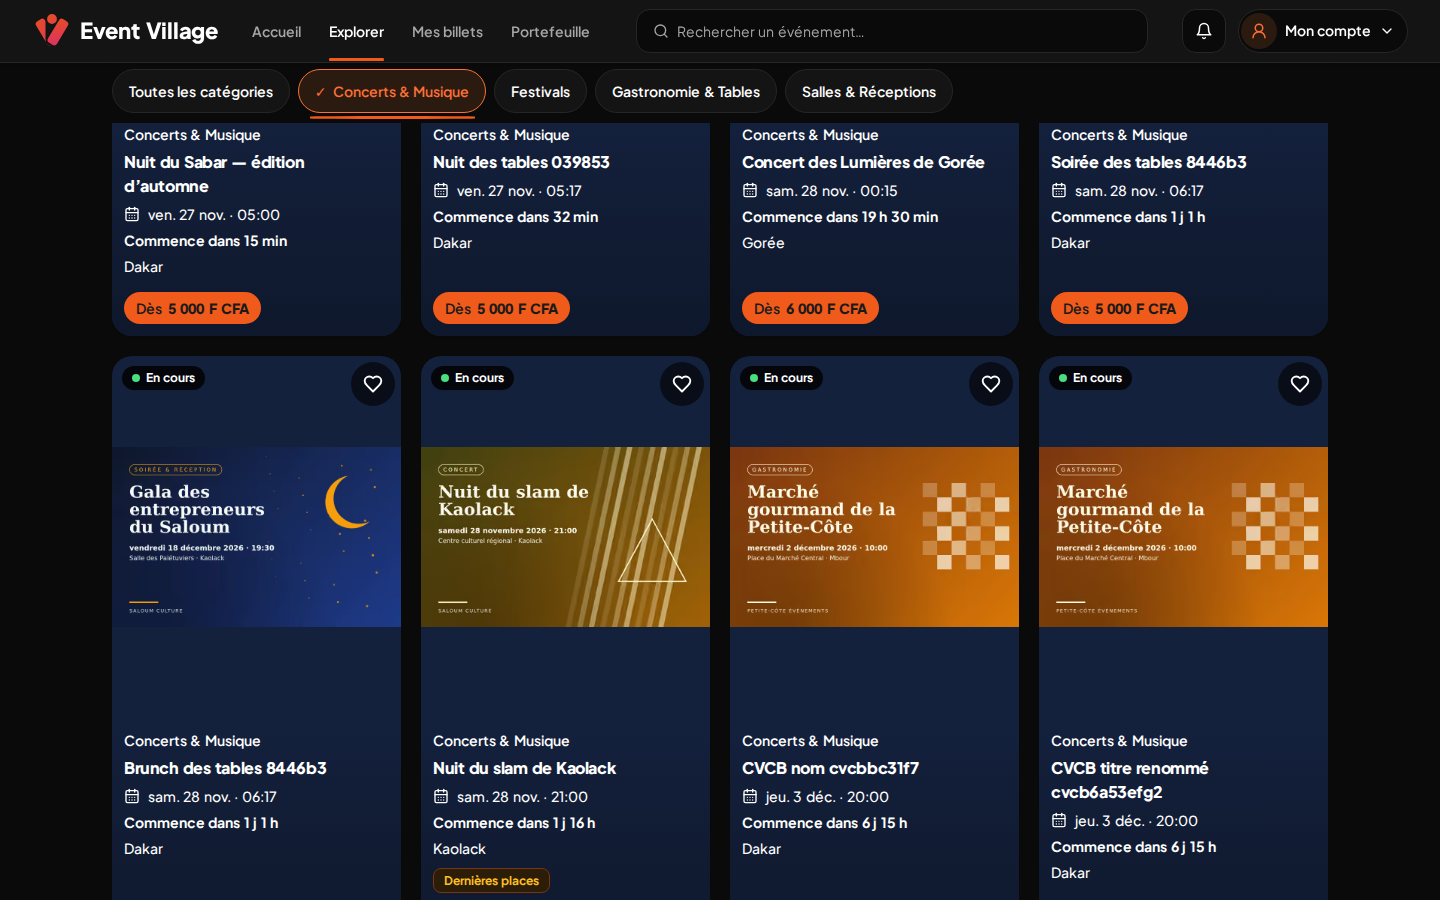 Event Village
Accueil
Explorer
Mes billets
Portefeuille
Rechercher un événement…
Mon compte
Toutes les catégories
✓ Concerts & Musique
Festivals
Gastronomie & Tables
Salles & Réceptions
Concerts & Musique
Nuit du Sabar — édition
d’automne
ven. 27 nov. · 05:00
Commence dans 15 min
Dakar
Dès 5 000 F CFA
Concerts & Musique
Nuit des tables 039853
ven. 27 nov. · 05:17
Commence dans 32 min
Dakar
Dès 5 000 F CFA
Concerts & Musique
Concert des Lumières de Gorée
sam. 28 nov. · 00:15
Commence dans 19 h 30 min
Gorée
Dès 6 000 F CFA
Concerts & Musique
Soirée des tables 8446b3
sam. 28 nov. · 06:17
Commence dans 1 j 1 h
Dakar
Dès 5 000 F CFA
En cours
SOIRÉE & RÉCEPTION
Gala des
entrepreneurs
du Saloum
vendredi 18 décembre 2026 · 19:30
Salle des Palétuviers · Kaolack
SALOUM CULTURE
Concerts & Musique
Brunch des tables 8446b3
sam. 28 nov. · 06:17
Commence dans 1 j 1 h
Dakar
En cours
CONCERT
Nuit du slam de
Kaolack
samedi 28 novembre 2026 · 21:00
Centre culturel régional · Kaolack
SALOUM CULTURE
Concerts & Musique
Nuit du slam de Kaolack
sam. 28 nov. · 21:00
Commence dans 1 j 16 h
Kaolack
Dernières places
En cours
GASTRONOMIE
Marché
gourmand de la
Petite-Côte
mercredi 2 décembre 2026 · 10:00
Place du Marché Central · Mbour
PETITE-CÔTE ÉVÉNEMENTS
Concerts & Musique
CVCB nom cvcbbc31f7
jeu. 3 déc. · 20:00
Commence dans 6 j 15 h
Dakar
En cours
GASTRONOMIE
Marché
gourmand de la
Petite-Côte
mercredi 2 décembre 2026 · 10:00
Place du Marché Central · Mbour
PETITE-CÔTE ÉVÉNEMENTS
Concerts & Musique
CVCB titre renommé
cvcb6a53efg2
jeu. 3 déc. · 20:00
Commence dans 6 j 15 h
Dakar